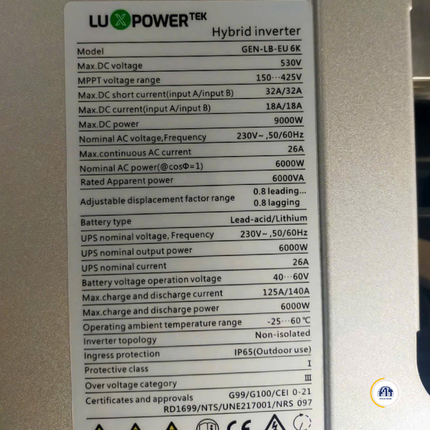 LUXPOWERTEK
Hybrid inverter
Model GEN-LB-EU 6K
Max.DC voltage 530V
MPPT voltage range 150···425V
Max.DC short current(input A/input B) 32A/32A
Max.DC current(input A/input B) 18A/18A
Max.DC power 9000W
Nominal AC voltage,Frequency 230V~,50/60Hz
Max.continuous AC current 26A
Nominal AC power(@cosΦ=1) 6000W
Rated Apparent power 6000VA
Adjustable displacement factor range 0.8 leading...
0.8 lagging
Battery type Lead-acid/Lithium
UPS nominal voltage, Frequency 230V~,50/60Hz
UPS nominal output power 6000W
UPS nominal current 26A
Battery voltage operation voltage 40···60V
Max.charge and discharge current 125A/140A
Max.charge and discharge power 6000W
Operating ambient temperature range -25···60℃
Inverter topology Non-isolated
Ingress protection IP65(Outdoor use)
Protective class I
Over voltage category III
Certificates and approvals G99/G100/CEI 0-21
RD1699/NTS/UNE217001/NRS 097
CE